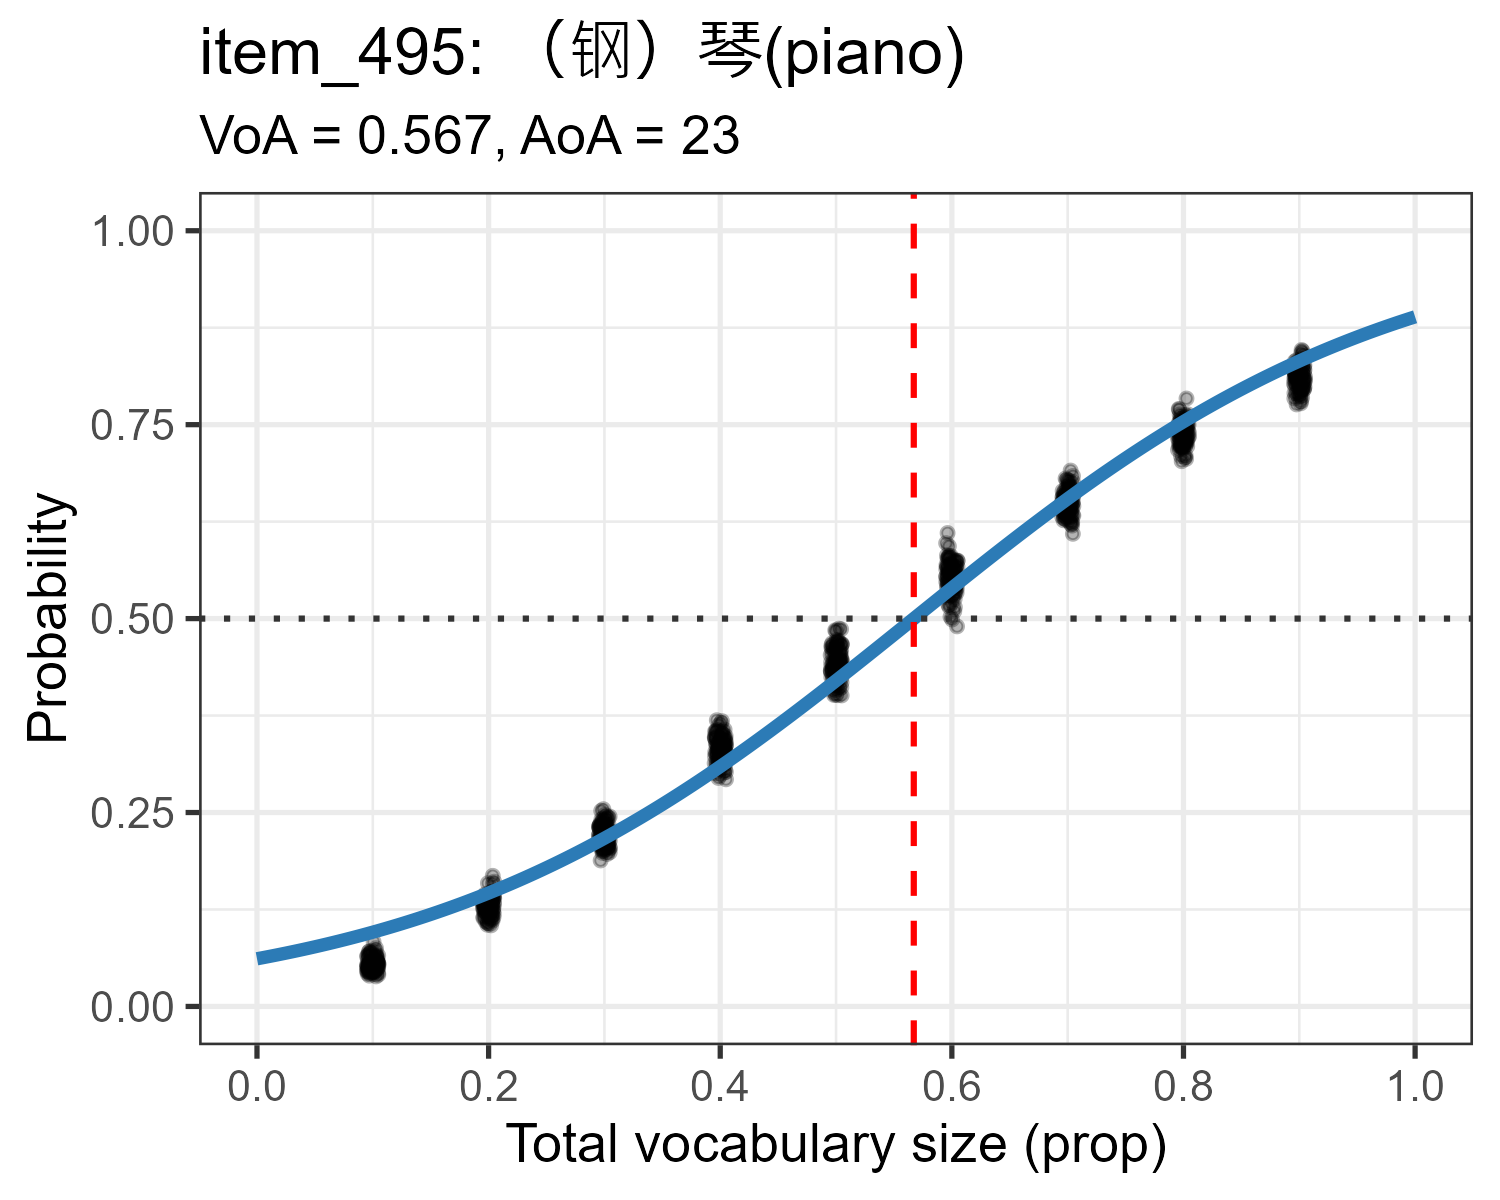 item_495: （钢）琴(piano)
VoA = 0.567, AoA = 23
Probability
1.00
0.75
0.50
0.25
0.00
0.0 0.2 0.4 0.6 0.8 1.0
Total vocabulary size (prop)